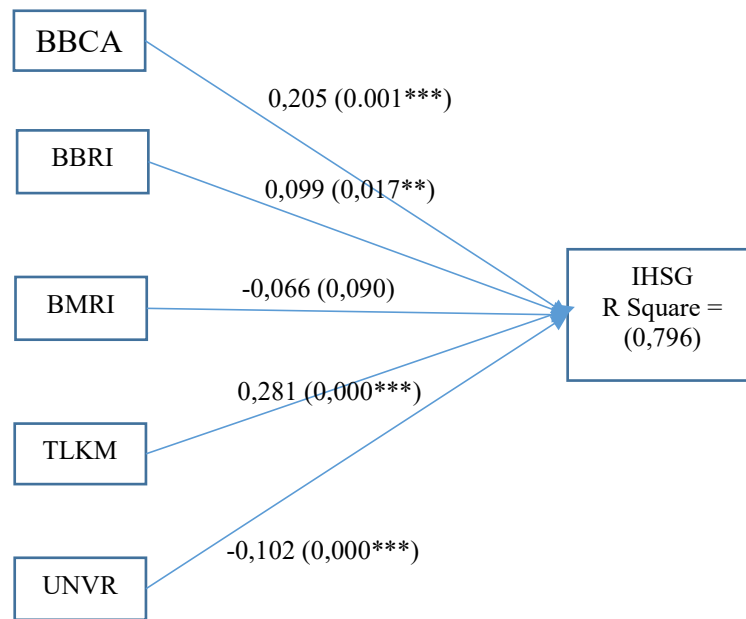 BBCA
0,205 (0.001***)
BBRI
0,099 (0,017**)
BMRI
-0,066 (0,090)
IHSG
R Square =
(0,796)
TLKM
0,281 (0,000***)
UNVR
-0,102 (0,000***)